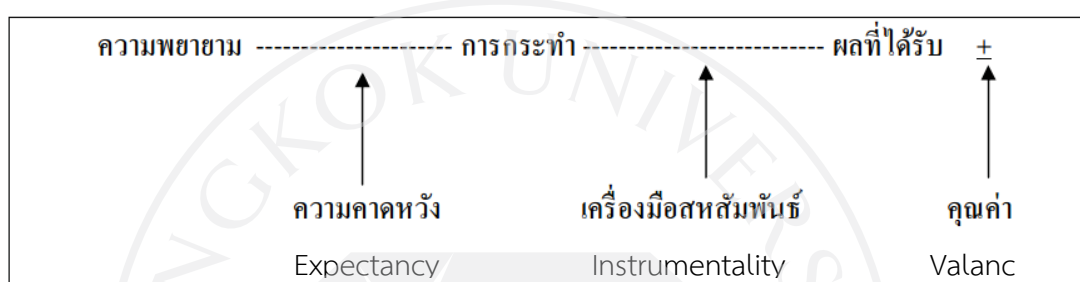 ความพยายาม ---------------------- การกระทำ --------------------------- ผลที่ได้รับ ±
ความคาดหวัง เครื่องมือสหสัมพันธ์ คุณค่า
Expectancy Instrumentality Valanc
NGKOK UNIVERS